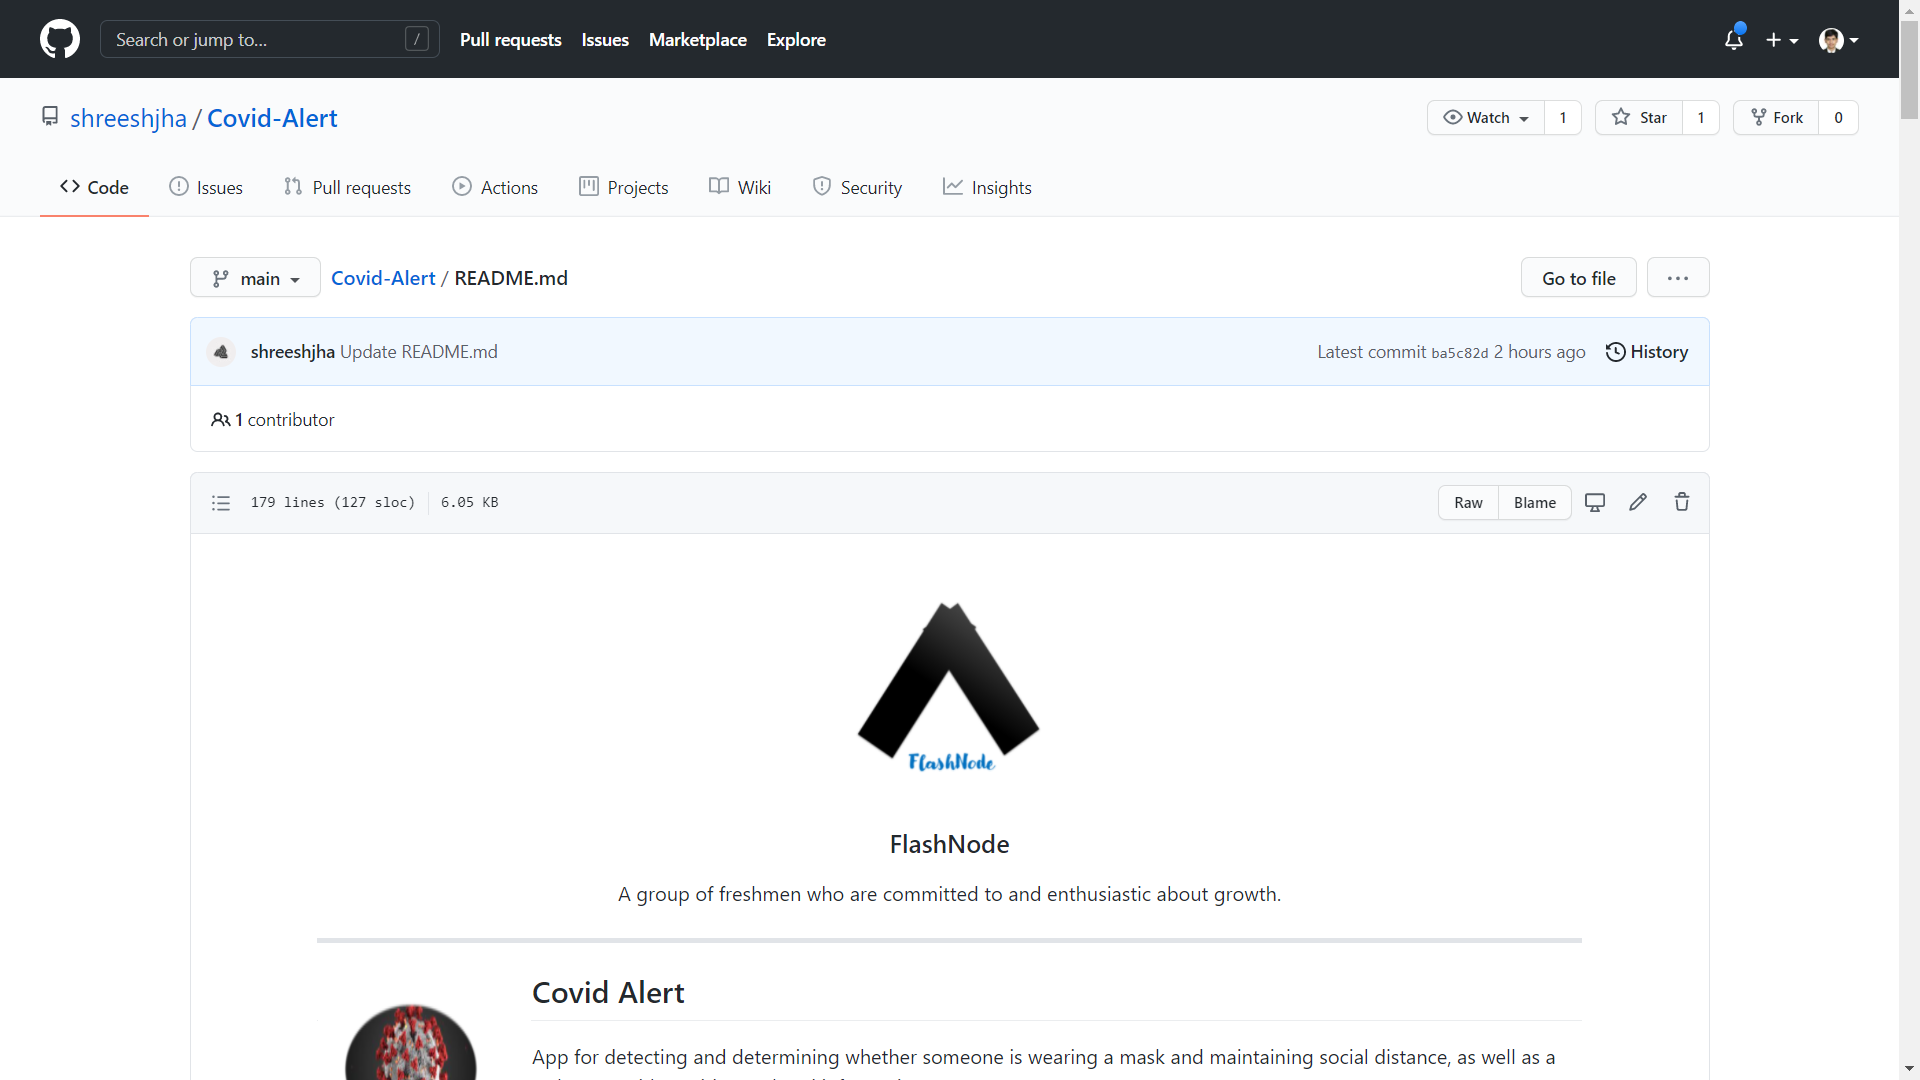 Search or jump to...
/
Pull requests
Issues
Marketplace
Explore
shreeshjha / Covid-Alert
Watch 1
Star 1
Fork 0
Code
Issues
Pull requests
Actions
Projects
Wiki
Security
Insights
main
Covid-Alert / README.md
Go to file
...
shreeshjha Update README.md
Latest commit ba5c82d 2 hours ago
History
1 contributor
179 lines (127 sloc)
6.05 KB
Raw
Blame
FlashNode
FlashNode
A group of freshmen who are committed to and enthusiastic about growth.
Covid Alert
App for detecting and determining whether someone is wearing a mask and maintaining social distance, as well as a